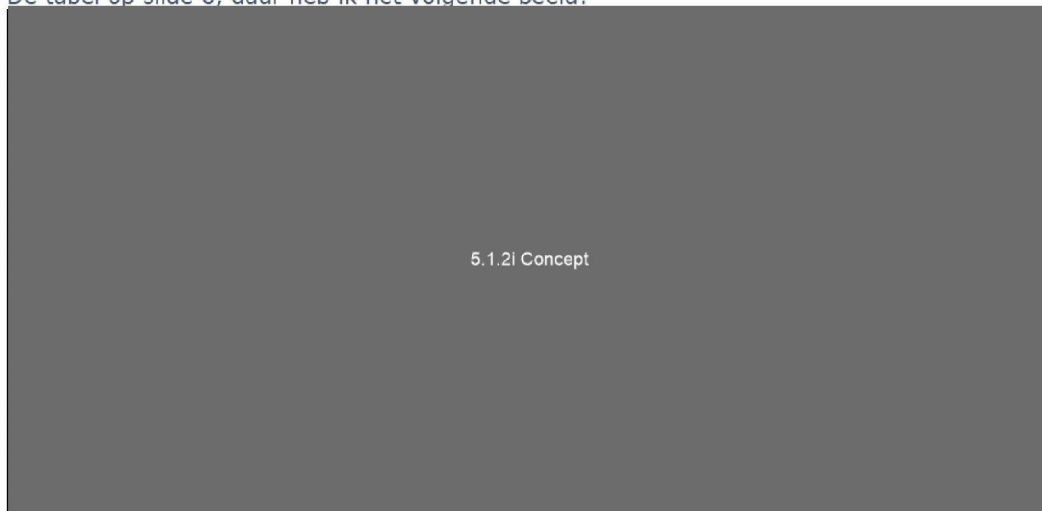 De tabel op slide 6, daar heb ik het volgende beeld:
5.1.2i Concept